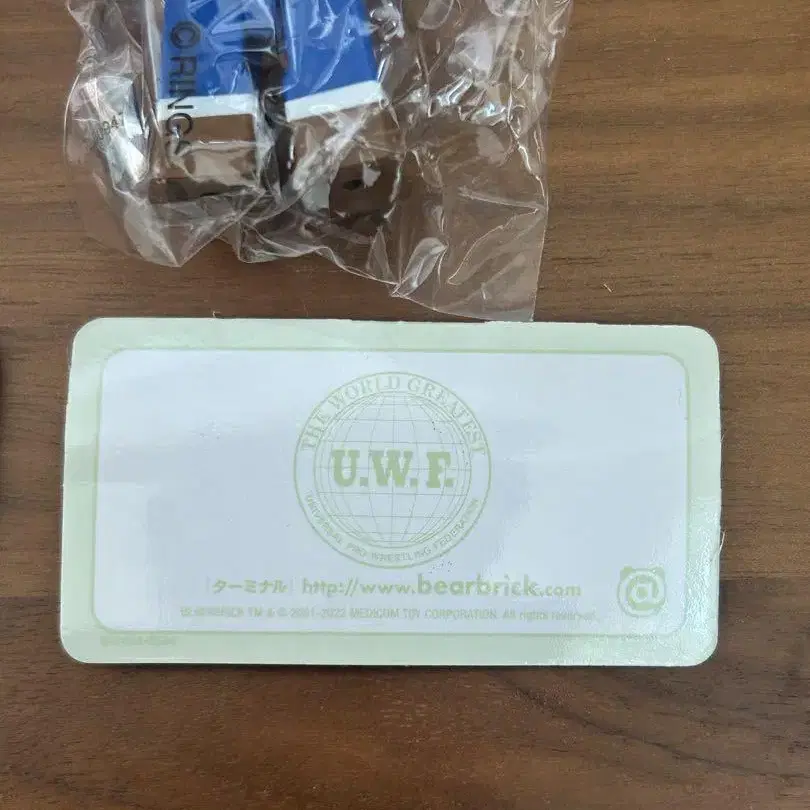 © RINGS
THE WORLD GREATEST
U.W.F.
UNIVERSAL PRO-WRESTLING FEDERATION
ターミナル http://www.bearbrick.com
@
BE@RBRICK TM & © 2001-2022 MEDICOM TOY CORPORATION. All rights reserved.